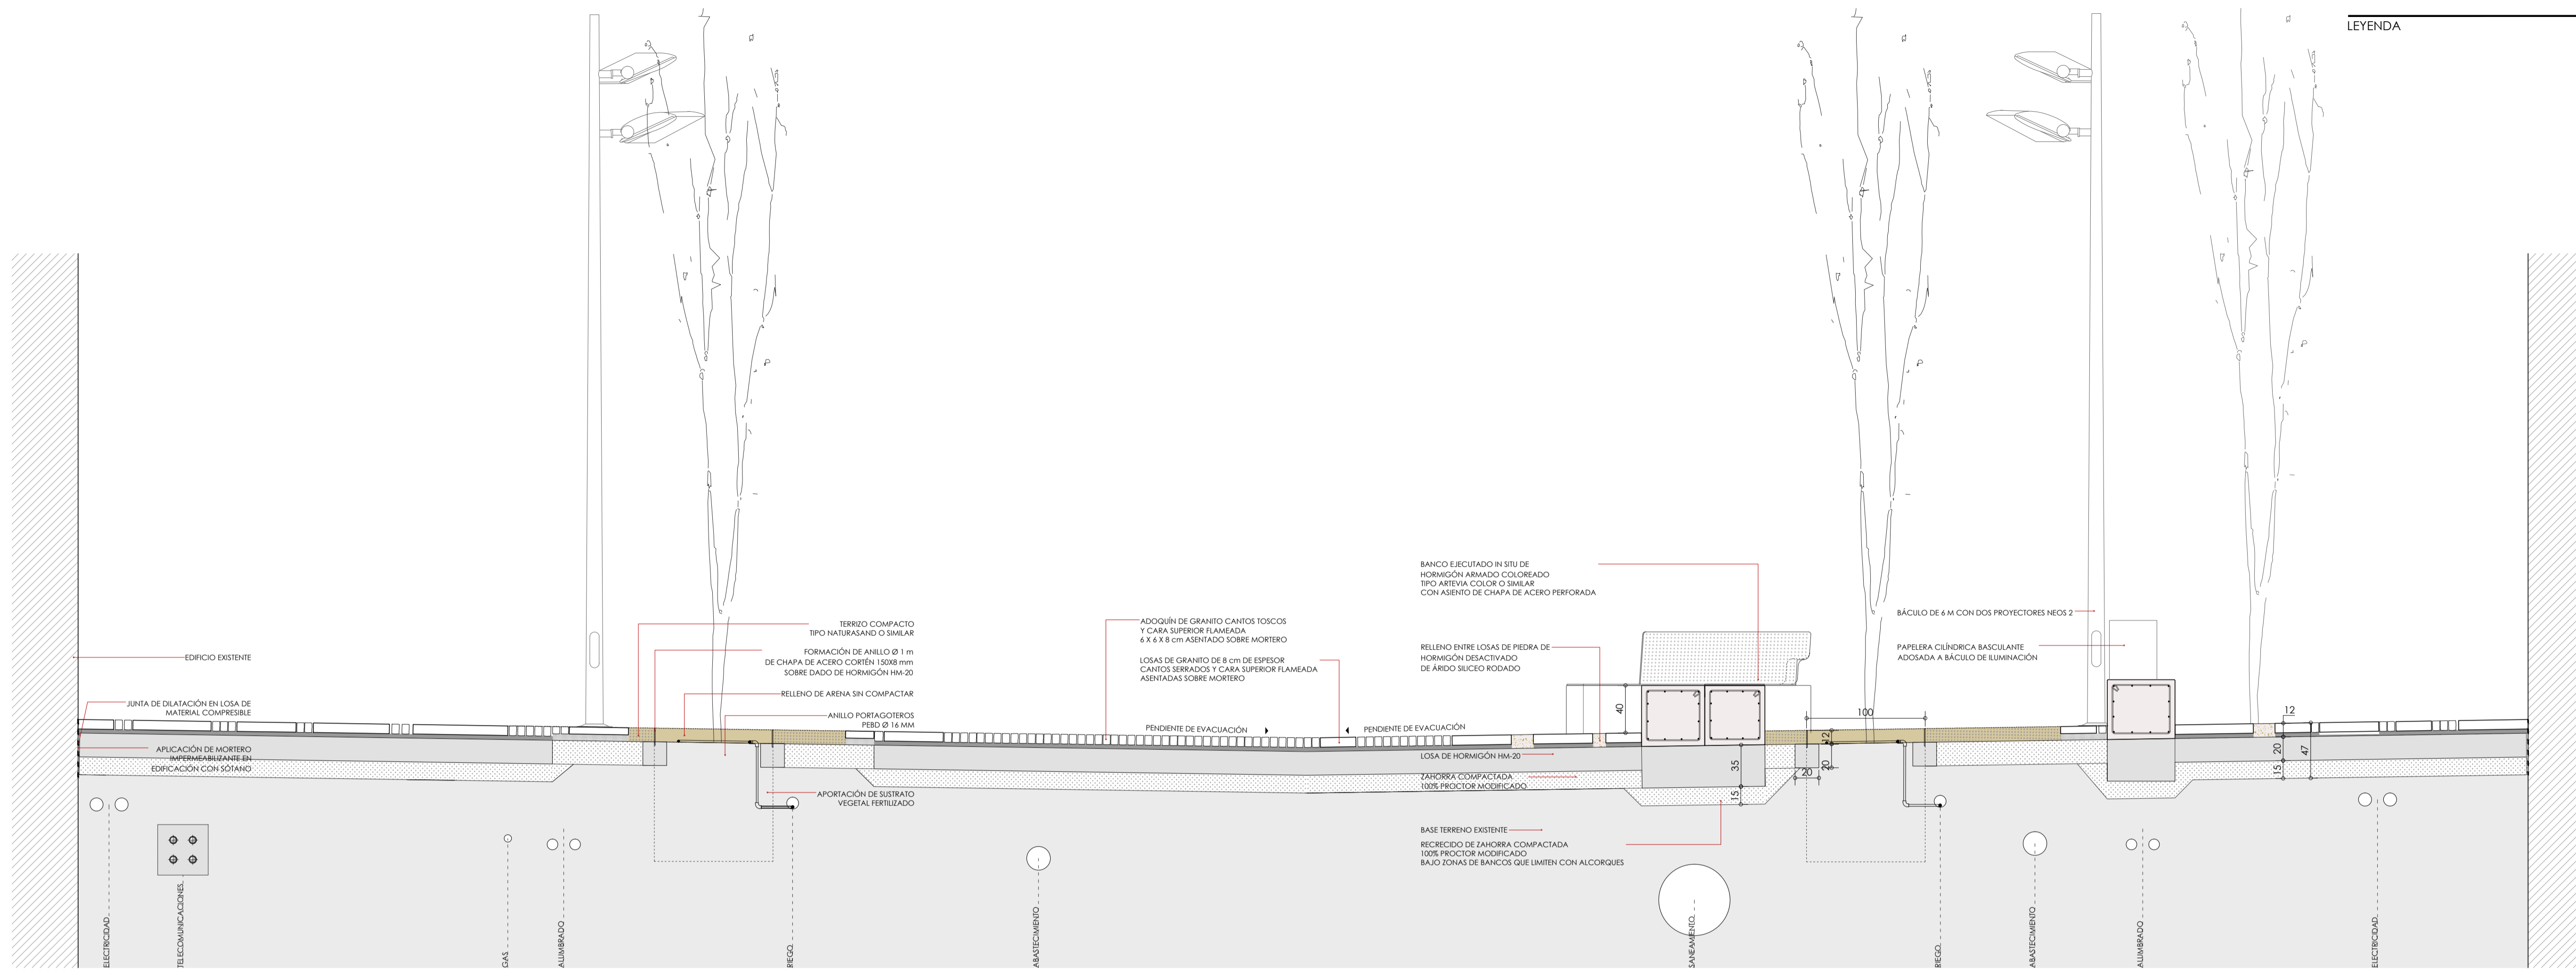 LEYENDA
EDIFICIO EXISTENTE
JUNTA DE DILATACIÓN EN LOSA DE
MATERIAL COMPRESIBLE
APLICACIÓN DE MORTERO
IMPERMEABILIZANTE EN
EDIFICACIÓN CON SÓTANO
TERRIZO COMPACTO
TIPO NATURASAND O SIMILAR
FORMACIÓN DE ANILLO Ø 1 m
DE CHAPA DE ACERO CORTÉN 150X8 mm
SOBRE DADO DE HORMIGÓN HM-20
RELLENO DE ARENA SIN COMPACTAR
ANILLO PORTAGOTEROS
PEBD Ø 16 MM
APORTACIÓN DE SUSTRATO
VEGETAL FERTILIZADO
ADOQUÍN DE GRANITO CANTOS TOSCOS
Y CARA SUPERIOR FLAMEADA
6 X 6 X 8 cm ASENTADO SOBRE MORTERO
LOSAS DE GRANITO DE 8 cm DE ESPESOR
CANTOS SERRADOS Y CARA SUPERIOR FLAMEADA
ASENTADAS SOBRE MORTERO
PENDIENTE DE EVACUACIÓN
PENDIENTE DE EVACUACIÓN
BANCO EJECUTADO IN SITU DE
HORMIGÓN ARMADO COLOREADO
TIPO ARTEVIA COLOR O SIMILAR
CON ASIENTO DE CHAPA DE ACERO PERFORADA
RELLENO ENTRE LOSAS DE PIEDRA DE
HORMIGÓN DESACTIVADO
DE ÁRIDO SILICEO RODADO
LOSA DE HORMIGÓN HM-20
ZAHORRA COMPACTADA
100% PROCTOR MODIFICADO
BASE TERRENO EXISTENTE
RECRECIDO DE ZAHORRA COMPACTADA
100% PROCTOR MODIFICADO
BAJO ZONAS DE BANCOS QUE LIMITEN CON ALCORQUES
BÁCULO DE 6 M CON DOS PROYECTORES NEOS 2
PAPELERA CILÍNDRICA BASCULANTE
ADOSADA A BÁCULO DE ILUMINACIÓN
40
35
15
100
12
20
20
12
20
15
47
ELECTRICIDAD
TELECOMUNICACIONES
GAS
ALUMBRADO
RIEGO
ABASTECIMIENTO
SANEAMIENTO
RIEGO
ABASTECIMIENTO
ALUMBRADO
ELECTRICIDAD